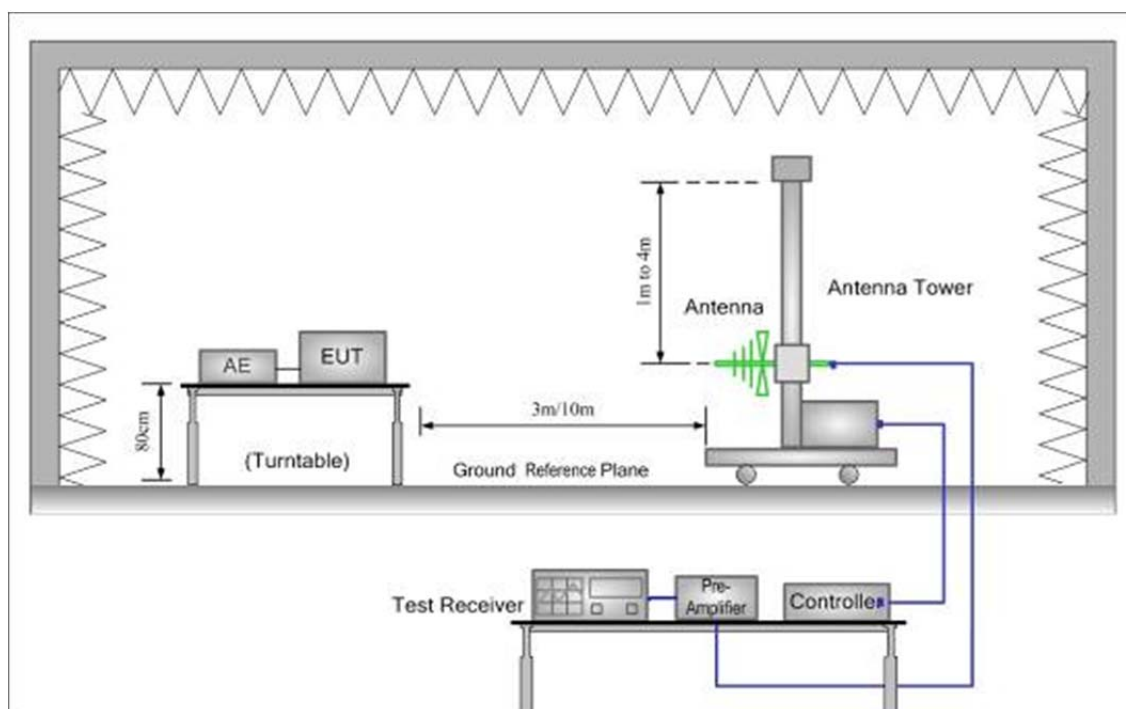 1m to 4m
Antenna Tower
Antenna
AE
EUT
3m/10m
80cm
(Turntable)
Ground Reference Plane
Test Receiver
Pre-
Amplifier
Controlle